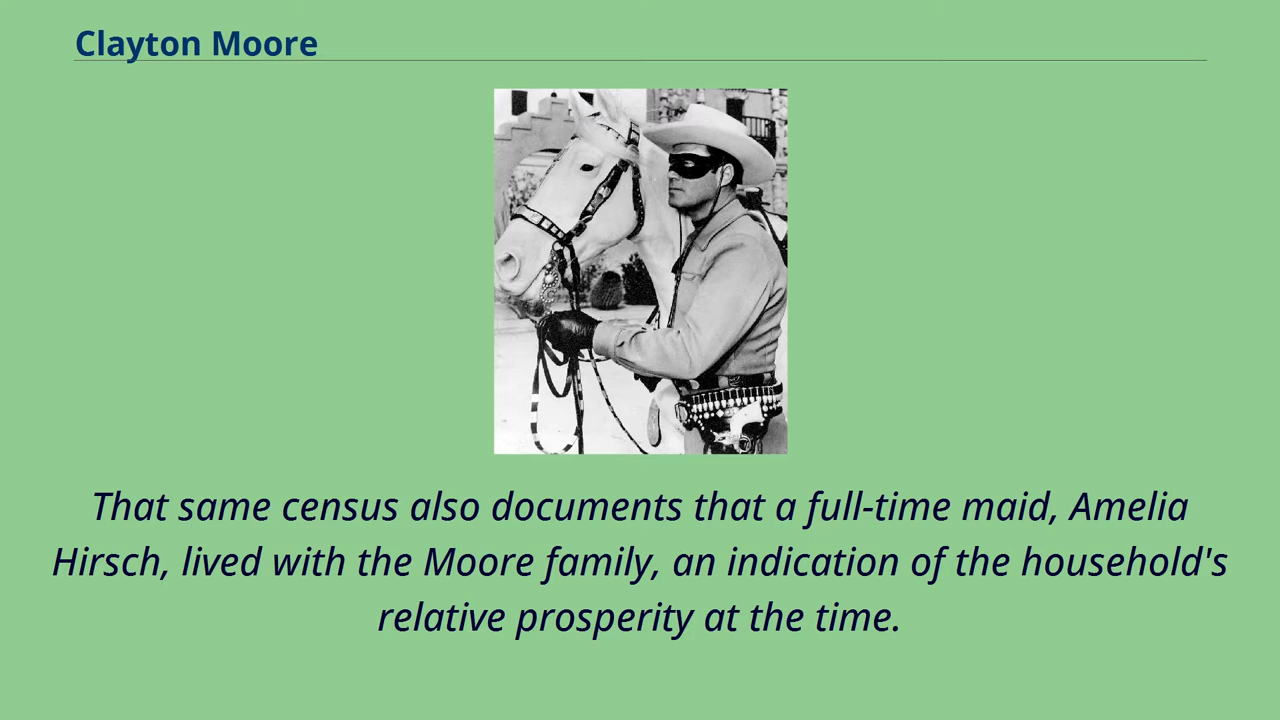 Clayton Moore
That same census also documents that a full-time maid, Amelia
Hirsch, lived with the Moore family, an indication of the household's
relative prosperity at the time.